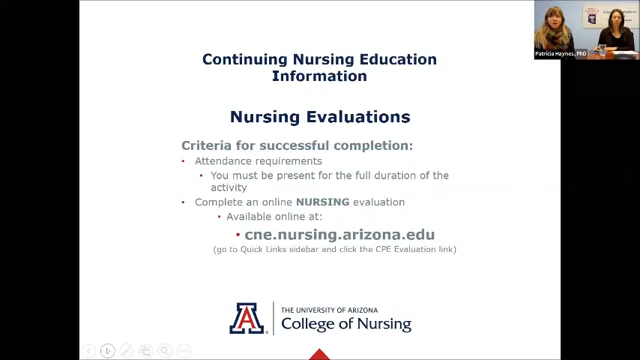 Continuing Nursing Education
Information
Nursing Evaluations
Criteria for successful completion:
• Attendance requirements
• You must be present for the full duration of the
activity
• Complete an online NURSING evaluation
• Available online at:
• cne.nursing.arizona.edu
(go to Quick Links sidebar and click the CPE Evaluation link)
A
THE UNIVERSITY OF ARIZONA
College of Nursing
Patricia Haynes, PhD